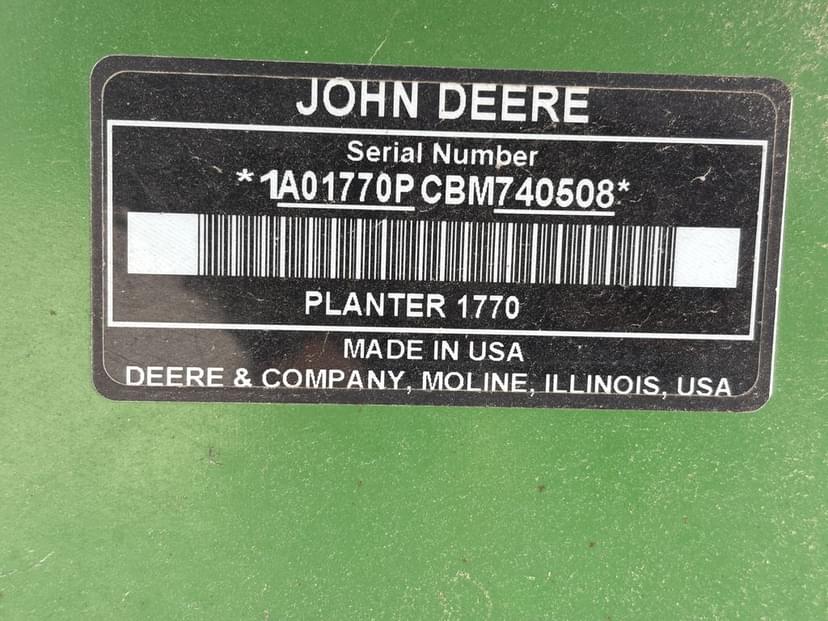 JOHN DEERE
Serial Number
*1A01770PCBM740508*
PLANTER 1770
MADE IN USA
DEERE & COMPANY, MOLINE, ILLINOIS, USA